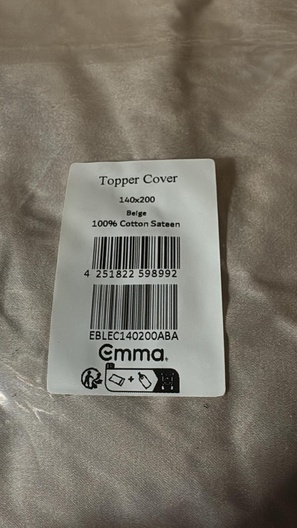 Topper Cover
140x200
Beige
100% Cotton Sateen
4 251822 598992
EBLEC140200ABA
emma®